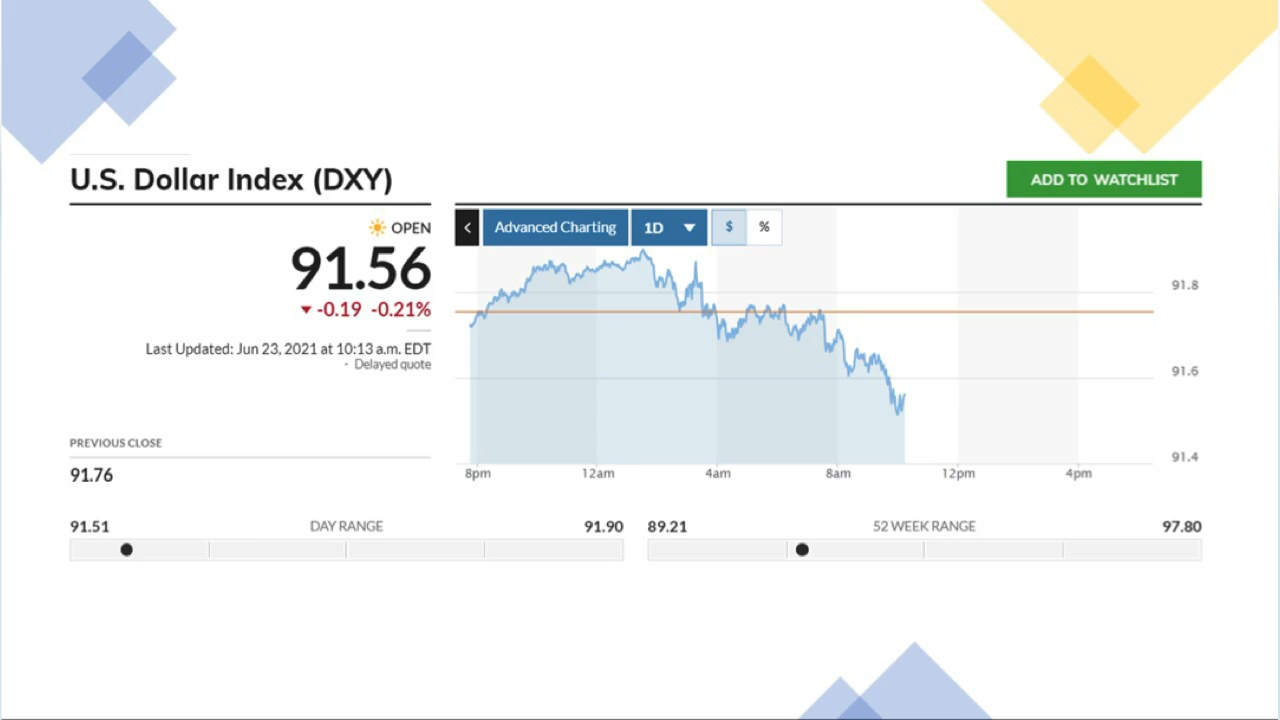 U.S. Dollar Index (DXY)
ADD TO WATCHLIST
OPEN
91.56
-0.19 -0.21%
Last Updated: Jun 23, 2021 at 10:13 a.m. EDT
- Delayed quote
PREVIOUS CLOSE
91.76
< Advanced Charting 1D $ %
91.8
91.6
91.4
8pm 12am 4am 8am 12pm 4pm
91.51 DAY RANGE 91.90
89.21 52 WEEK RANGE 97.80